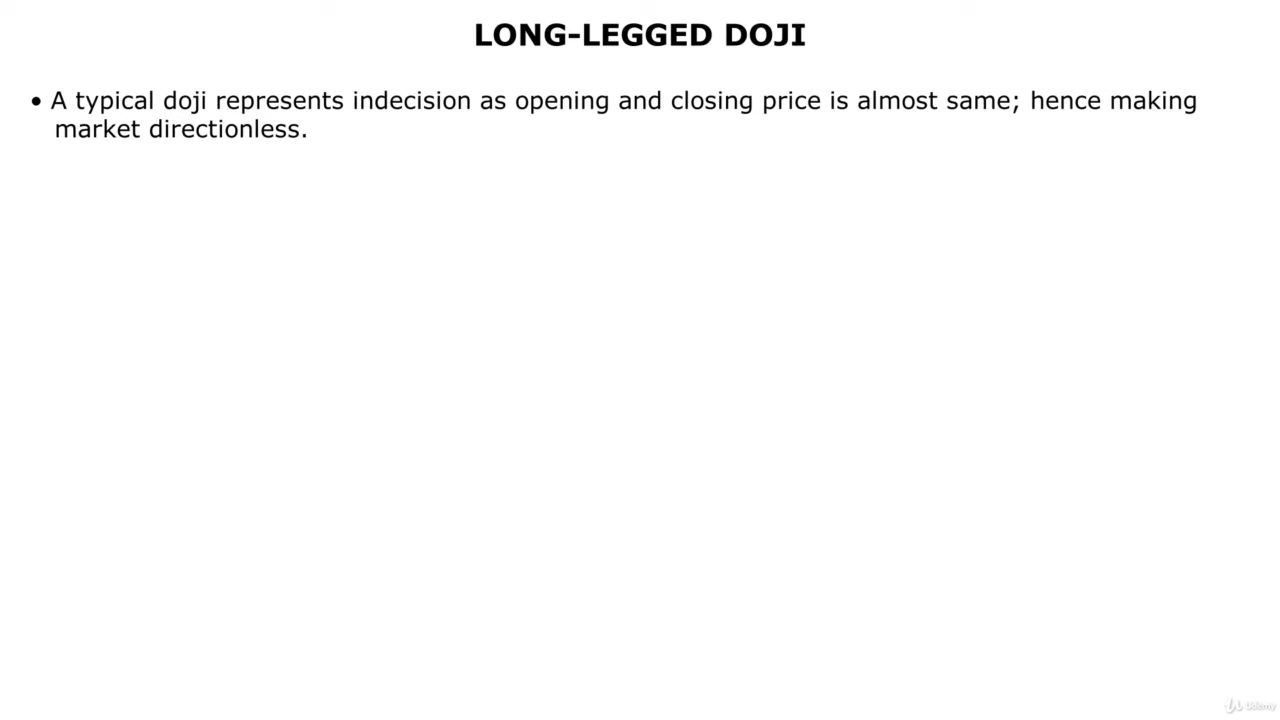 LONG-LEGGED DOJI
• A typical doji represents indecision as opening and closing price is almost same; hence making
market directionless.
Udemy